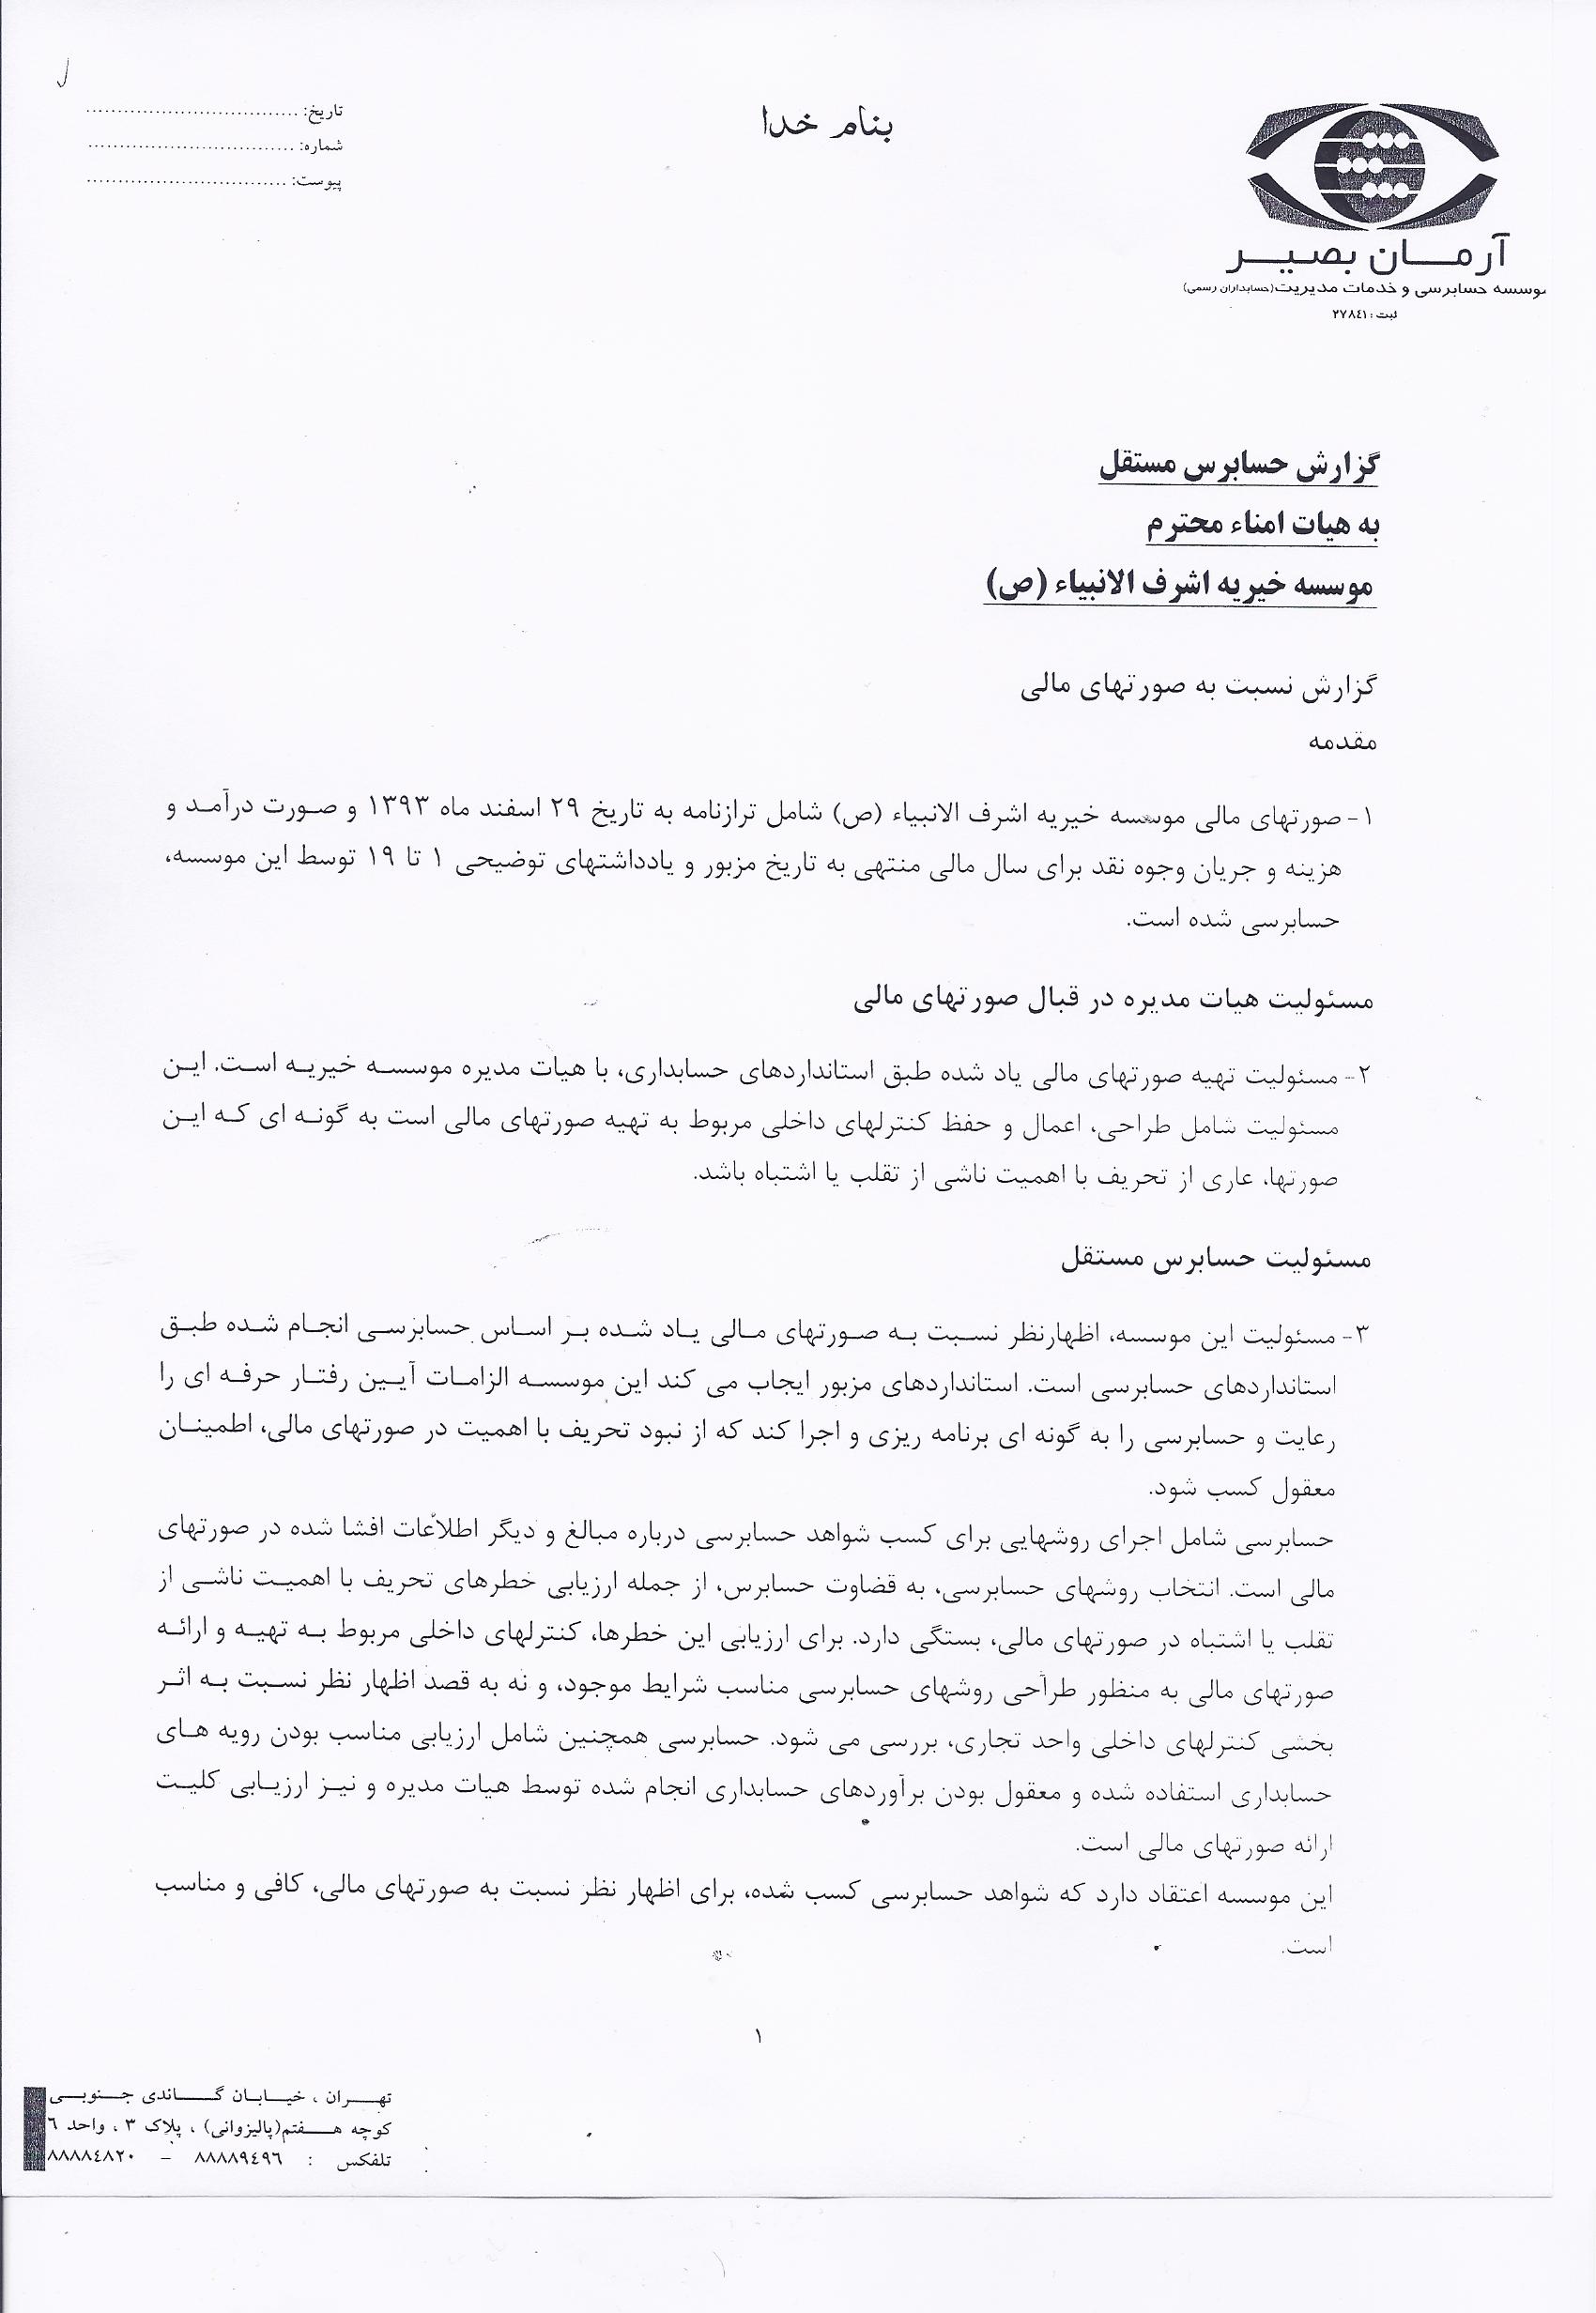 بنام خدا
تاریخ: ..................................
شماره: .................................
پیوست: ................................
آرمـــان بصیـــر
موسسه حسابرسی و خدمات مدیریت(حسابداران رسمی)
ثبت : ۲۷۸٤۱
گزارش حسابرس مستقل
به هیات امناء محترم
موسسه خیریه اشرف الانبیاء (ص)
گزارش نسبت به صورتهای مالی
مقدمه
۱- صورتهای مالی موسسه خیریه اشرف الانبیاء (ص) شامل ترازنامه به تاریخ ۲۹ اسفند ماه ۱۳۹۳ و صورت درآمد و
هزینه و جریان وجوه نقد برای سال مالی منتهی به تاریخ مزبور و یادداشتهای توضیحی ۱ تا ۱۹ توسط این موسسه،
حسابرسی شده است.
مسئولیت هیات مدیره در قبال صورتهای مالی
۲- مسئولیت تهیه صورتهای مالی یاد شده طبق استانداردهای حسابداری، با هیات مدیره موسسه خیریه است. این
مسئولیت شامل طراحی، اعمال و حفظ کنترلهای داخلی مربوط به تهیه صورتهای مالی است به گونه ای که این
صورتها، عاری از تحریف با اهمیت ناشی از تقلب یا اشتباه باشد.
مسئولیت حسابرس مستقل
۳- مسئولیت این موسسه، اظهارنظر نسبت به صورتهای مالی یاد شده بر اساس حسابرسی انجام شده طبق
استانداردهای حسابرسی است. استانداردهای مزبور ایجاب می کند این موسسه الزامات آیین رفتار حرفه ای را
رعایت و حسابرسی را به گونه ای برنامه ریزی و اجرا کند که از نبود تحریف با اهمیت در صورتهای مالی، اطمینان
معقول کسب شود.
حسابرسی شامل اجرای روشهایی برای کسب شواهد حسابرسی درباره مبالغ و دیگر اطلاعات افشا شده در صورتهای
مالی است. انتخاب روشهای حسابرسی، به قضاوت حسابرس، از جمله ارزیابی خطرهای تحریف با اهمیت ناشی از
تقلب یا اشتباه در صورتهای مالی، بستگی دارد. برای ارزیابی این خطرها، کنترلهای داخلی مربوط به تهیه و ارائه
صورتهای مالی به منظور طرآحی روشهای حسابرسی مناسب شرایط موجود، و نه به قصد اظهار نظر نسبت به اثر
بخشی کنترلهای داخلی واحد تجاری، بررسی می شود. حسابرسی همچنین شامل ارزیابی مناسب بودن رویه های
حسابداری استفاده شده و معقول بودن برآوردهای حسابداری انجام شده توسط هیات مدیره و نیز ارزیابی کلیت
ارائه صورتهای مالی است.
این موسسه اعتقاد دارد که شواهد حسابرسی کسب شده، برای اظهار نظر نسبت به صورتهای مالی، کافی و مناسب
است.
۱
تهـــران ، خیـابـان گـــاندی جـنوبـی
کوچه هـــفتم(پالیزوانی) ، پلاک ۳ ، واحد ٦
تلفکس : ۸۸۸۸۹٤۹٦ – ۸۸۸۸٤۸۲۰